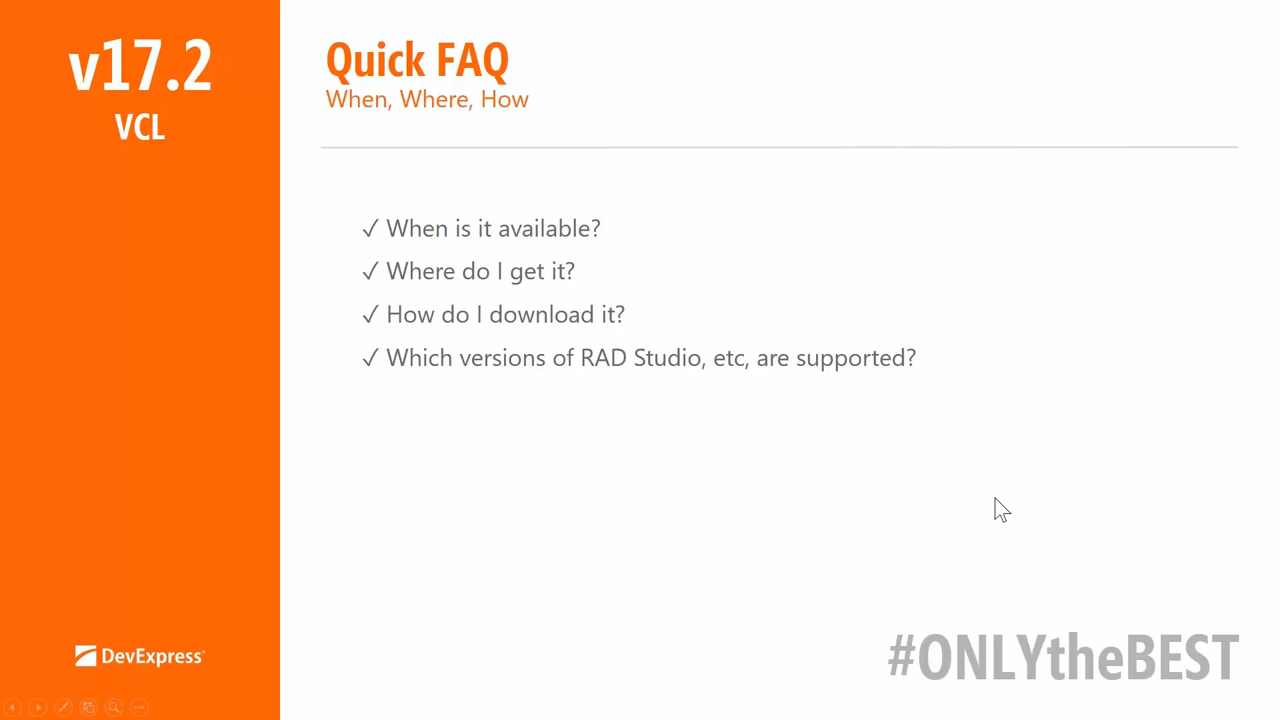 v17.2
VCL
Quick FAQ
When, Where, How
✓ When is it available?
✓ Where do I get it?
✓ How do I download it?
✓ Which versions of RAD Studio, etc, are supported?
DevExpress
#ONLYtheBEST